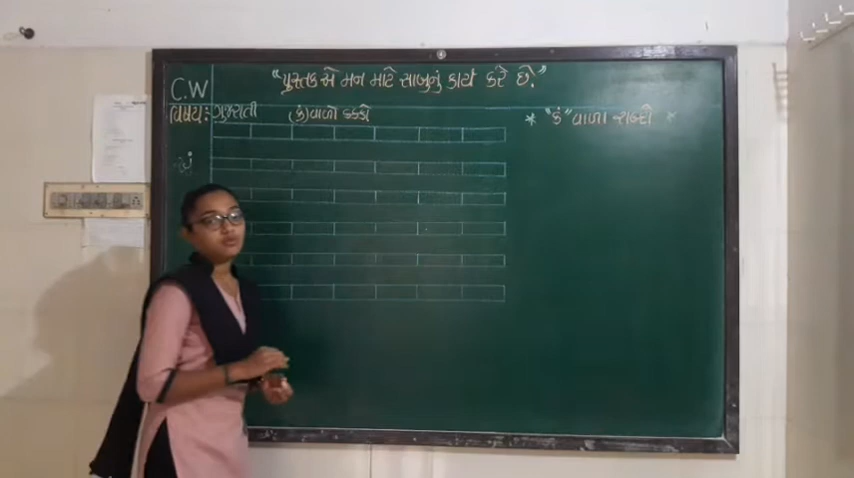 C.W
"પુસ્તક એ મન માટે સાબુનું કાર્ય કરે છે."
વિષય: ગુજરાતી
(કં)વાળો કક્કો
* "કં" વાળા શબ્દો *